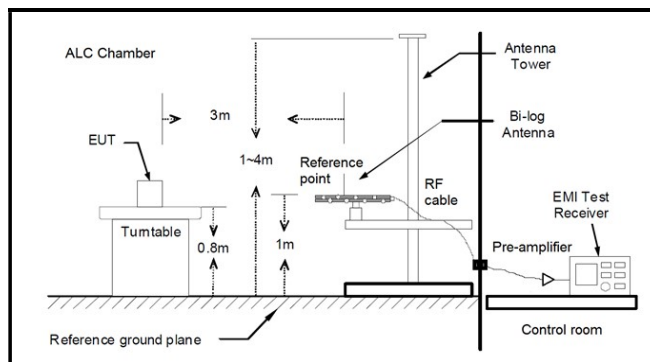 ALC Chamber
Antenna
Tower
3m
Bi-log
Antenna
EUT
1~4m
Reference
point
RF
cable
EMI Test
Receiver
Turntable
0.8m
1m
Pre-amplifier
Reference ground plane
Control room